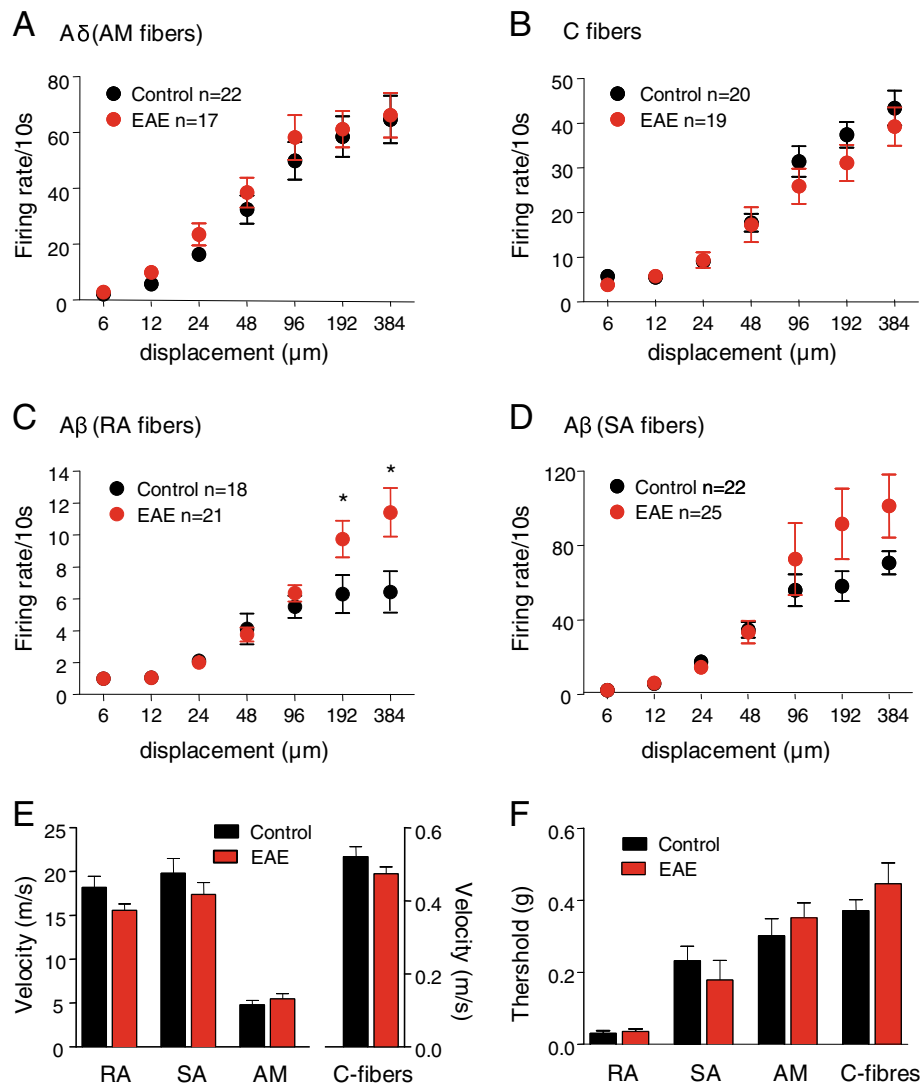 A Aδ (AM fibers)
Control n=22
EAE n=17
Firing rate/10s
80
60
40
20
0
6 12 24 48 96 192 384
displacement (µm)
B C fibers
Control n=20
EAE n=19
Firing rate/10s
50
40
30
20
10
0
6 12 24 48 96 192 384
displacement (µm)
C Aβ (RA fibers)
Control n=18
EAE n=21
* *
Firing rate/10s
14
12
10
8
6
4
2
0
6 12 24 48 96 192 384
displacement (µm)
D Aβ (SA fibers)
Control n=22
EAE n=25
Firing rate/10s
120
80
40
0
6 12 24 48 96 192 384
displacement (µm)
E
Control
EAE
Velocity (m/s)
25
20
15
10
5
0
Velocity (m/s)
0.6
0.4
0.2
0.0
RA SA AM C-fibers
F
Control
EAE
Thershold (g)
0.6
0.4
0.2
0.0
RA SA AM C-fibres